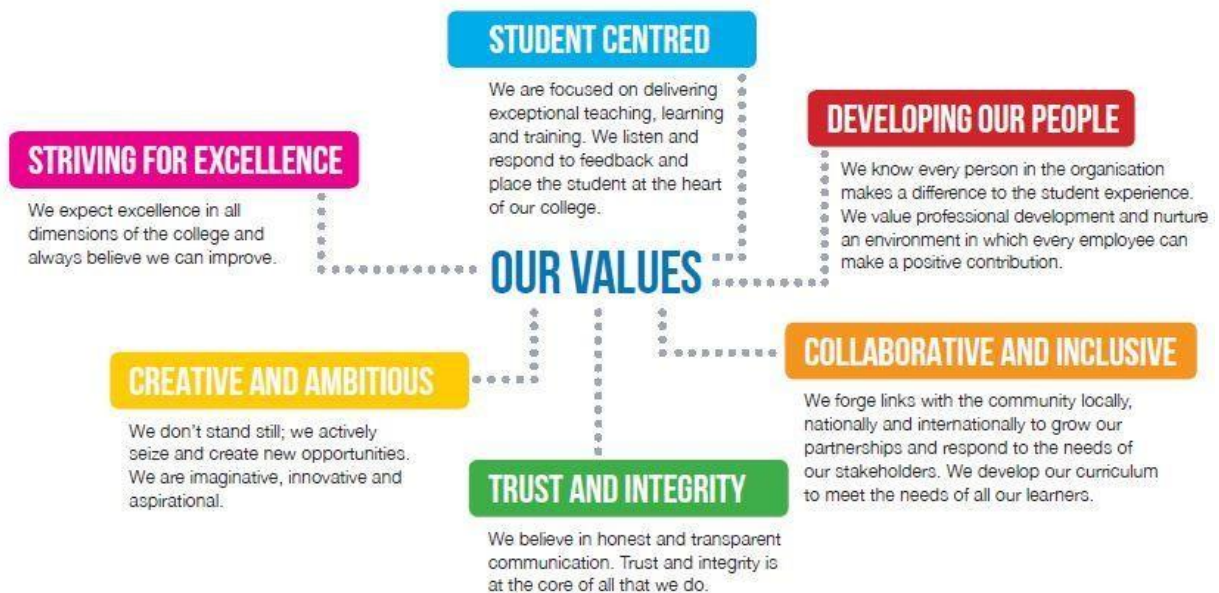 STUDENT CENTRED
We are focused on delivering
exceptional teaching, learning
and training. We listen and
respond to feedback and
place the student at the heart
of our college.
DEVELOPING OUR PEOPLE
We know every person in the organisation
makes a difference to the student experience.
We value professional development and nurture
an environment in which every employee can
make a positive contribution.
STRIVING FOR EXCELLENCE
We expect excellence in all
dimensions of the college and
always believe we can improve.
OUR VALUES
CREATIVE AND AMBITIOUS
We don't stand still; we actively
seize and create new opportunities.
We are imaginative, innovative and
aspirational.
COLLABORATIVE AND INCLUSIVE
We forge links with the community locally,
nationally and internationally to grow our
partnerships and respond to the needs of
our stakeholders. We develop our curriculum
to meet the needs of all our learners.
TRUST AND INTEGRITY
We believe in honest and transparent
communication. Trust and integrity is
at the core of all that we do.